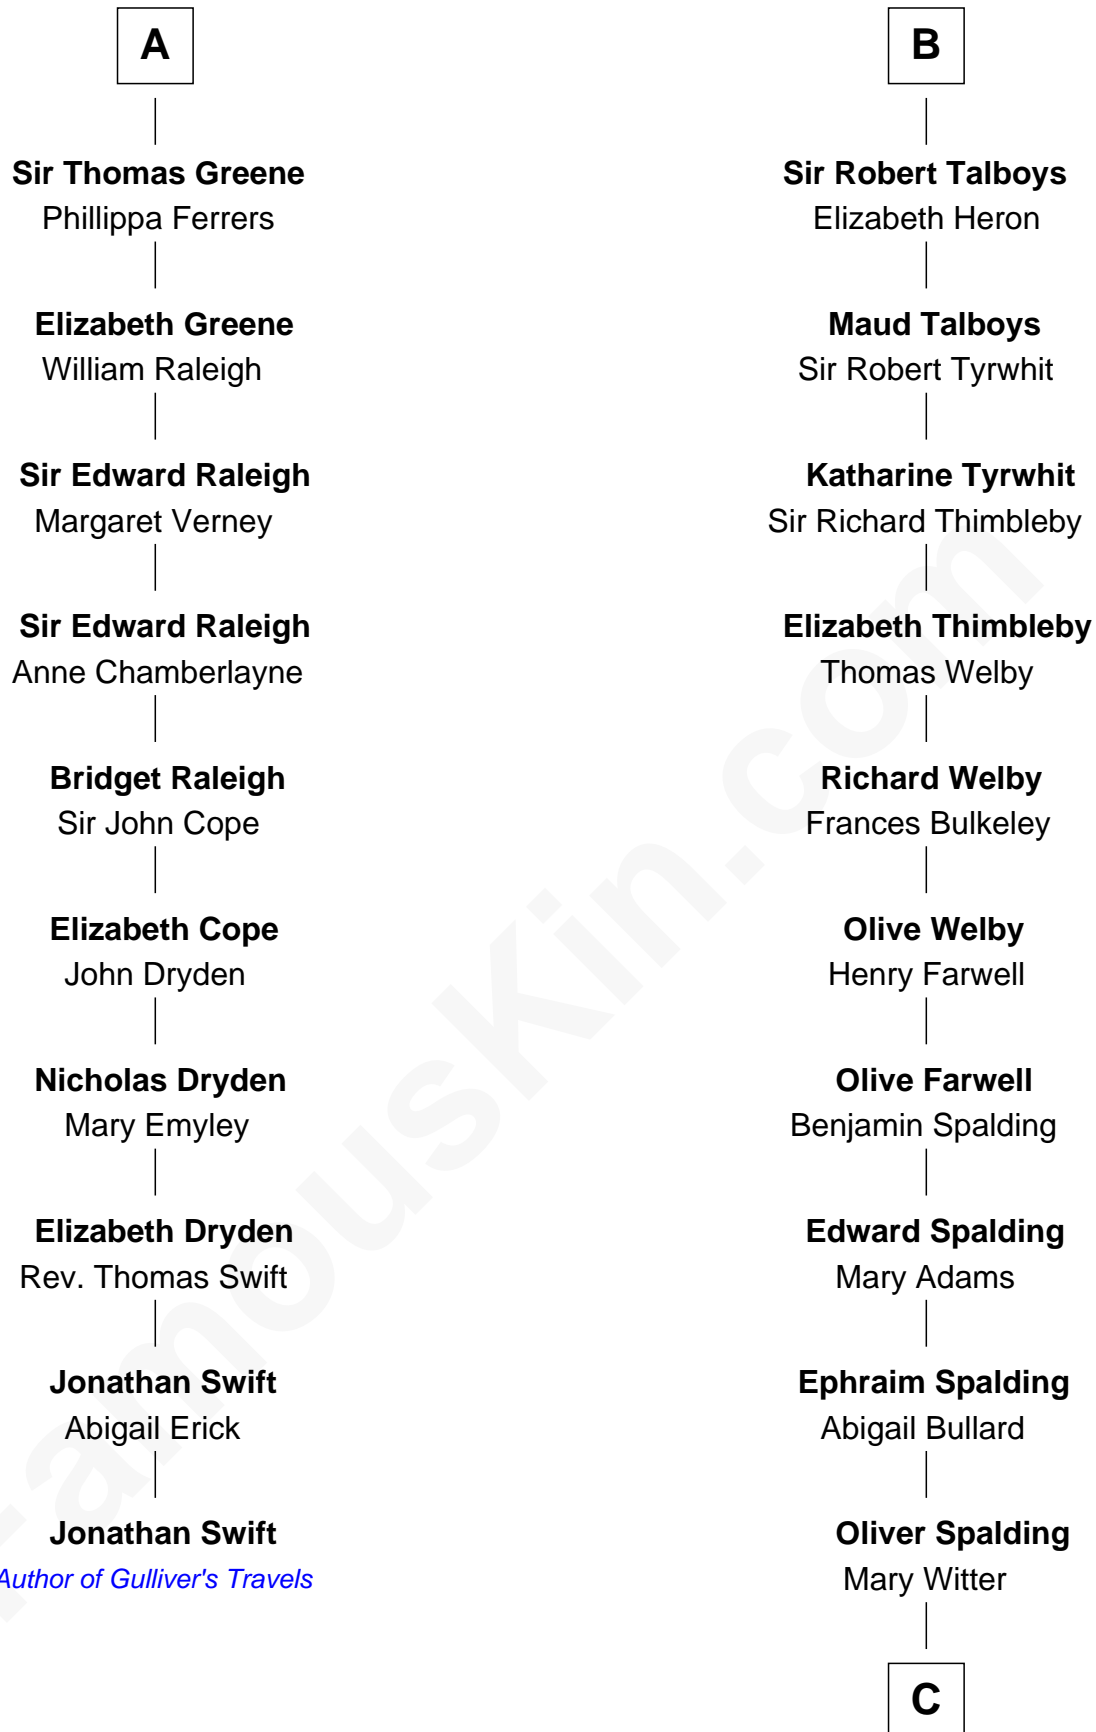 A
Sir Thomas Greene
Phillippa Ferrers
Elizabeth Greene
William Raleigh
Sir Edward Raleigh
Margaret Verney
Sir Edward Raleigh
Anne Chamberlayne
Bridget Raleigh
Sir John Cope
Elizabeth Cope
John Dryden
Nicholas Dryden
Mary Emyley
Elizabeth Dryden
Rev. Thomas Swift
Jonathan Swift
Abigail Erick
Jonathan Swift
Author of Gulliver's Travels
B
Sir Robert Talboys
Elizabeth Heron
Maud Talboys
Sir Robert Tyrwhit
Katharine Tyrwhit
Sir Richard Thimbleby
Elizabeth Thimbleby
Thomas Welby
Richard Welby
Frances Bulkeley
Olive Welby
Henry Farwell
Olive Farwell
Benjamin Spalding
Edward Spalding
Mary Adams
Ephraim Spalding
Abigail Bullard
Oliver Spalding
Mary Witter
C
FamousKin.com